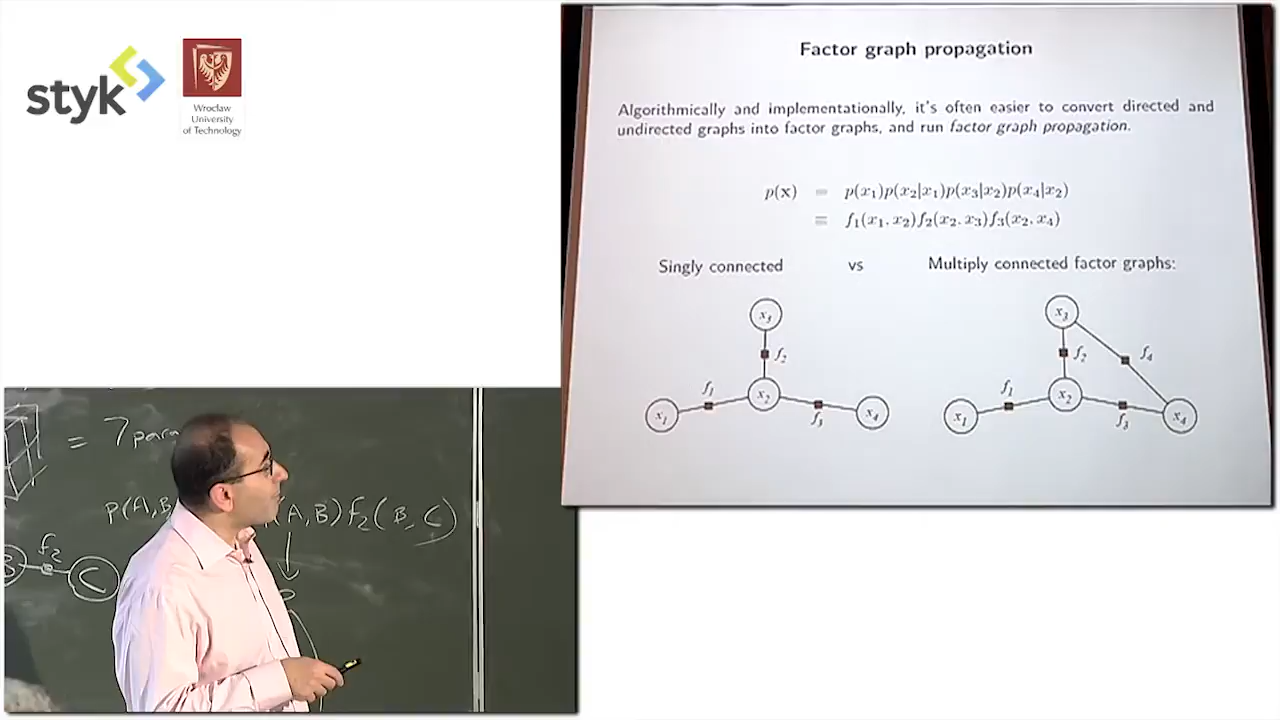 styk
Wrocław
University
of Technology
Factor graph propagation
Algorithmically and implementationally, it's often easier to convert directed and
undirected graphs into factor graphs, and run factor graph propagation.
p(x) = p(x₁)p(x₂|x₁)p(x₃|x₂)p(x₄|x₂)
≡ f₁(x₁, x₂)f₂(x₂, x₃)f₃(x₂, x₄)
Singly connected vs Multiply connected factor graphs:
x₃ x₃
f₂ f₂ f₄
f₁ x₂ f₁ x₂
x₁ f₃ x₄ x₁ f₃ x₄
= 7 para
P(A,B (A,B) f₂(B, C)
B f₂ C